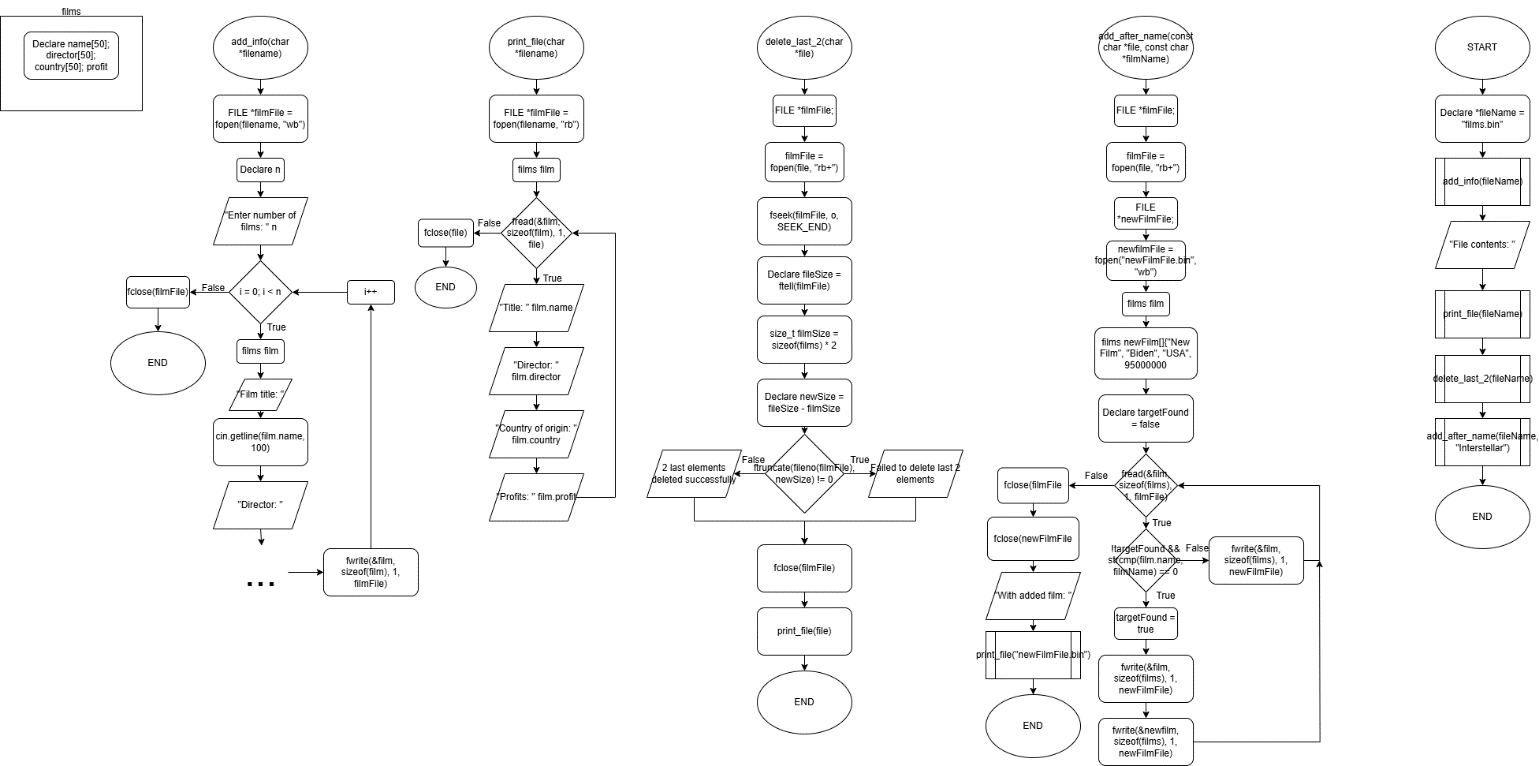 films
Declare name[50];
director[50];
country[50]; profit
add_info(char
*filename)
FILE *filmFile =
fopen(filename, "wb")
Declare n
"Enter number of
films: " n
i = 0; i < n
False
True
fclose(filmFile)
END
i++
films film
"Film title: "
cin.getline(film.name,
100)
"Director: "
...
fwrite(&film,
sizeof(film), 1,
filmFile)
print_file(char
*filename)
FILE *filmFile =
fopen(filename, "rb")
films film
fread(&film,
sizeof(film), 1,
file)
False
True
fclose(file)
END
"Title: " film.name
"Director: "
film.director
"Country of origin: "
film.country
"Profits: " film.profit
delete_last_2(char
*file)
FILE *filmFile;
filmFile =
fopen(file, "rb+")
fseek(filmFile, o,
SEEK_END)
Declare fileSize =
ftell(filmFile)
size_t filmSize =
sizeof(films) * 2
Declare newSize =
fileSize - filmSize
ftruncate(fileno(filmFile),
newSize) != 0
False
True
2 last elements
deleted successfully
Failed to delete last 2
elements
fclose(filmFile)
print_file(file)
END
add_after_name(const
char *file, const char
*filmName)
FILE *filmFile;
filmFile =
fopen(file, "rb+")
FILE
*newFilmFile;
newfilmFile =
fopen("newFilmFile.bin",
"wb")
films film
films newFilm[]{"New
Film", "Biden", "USA",
95000000
Declare targetFound
= false
fread(&film,
sizeof(films),
1, filmFile)
False
True
fclose(filmFile
fclose(newFilmFile
"With added film: "
print_file("newFilmFile.bin")
END
!targetFound &&
strcmp(film.name,
filmName) == 0
False
True
fwrite(&film,
sizeof(films), 1,
newFilmFile)
targetFound =
true
fwrite(&film,
sizeof(films), 1,
newFilmFile)
fwrite(&newfilm,
sizeof(films), 1,
newFilmFile)
START
Declare *fileName =
"films.bin"
add_info(fileName)
"File contents: "
print_file(fileName)
delete_last_2(fileName)
add_after_name(fileName,
"Interstellar")
END